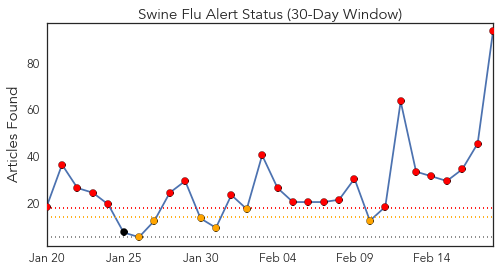 Swine Flu Alert Status (30-Day Window)
Articles Found
80
60
40
20
Jan 20 Jan 25 Jan 30 Feb 04 Feb 09 Feb 14